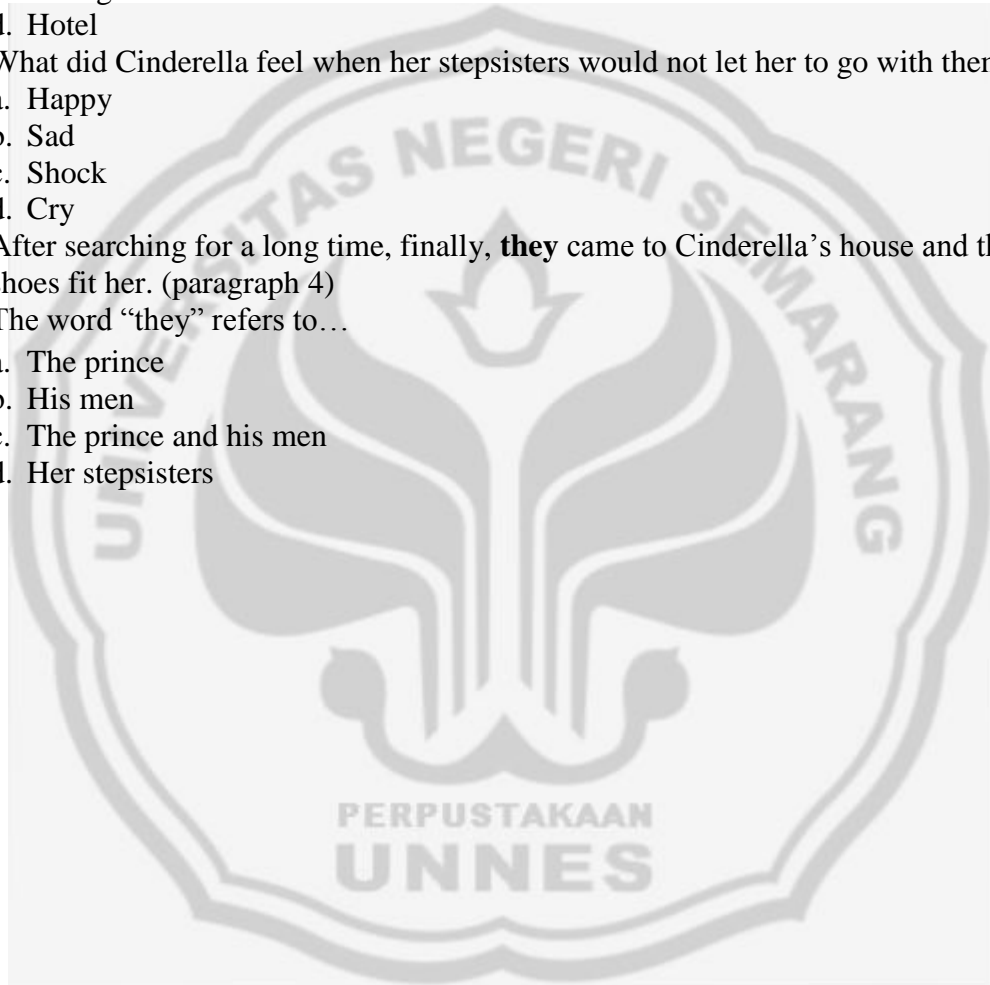 d. Hotel
What did Cinderella feel when her stepsisters would not let her to go with them
a. Happy
b. Sad
c. Shock
d. Cry
After searching for a long time, finally, they came to Cinderella's house and th
shoes fit her. (paragraph 4)
The word “they” refers to…
a. The prince
b. His men
c. The prince and his men
d. Her stepsisters
UNIVERSITAS NEGERI SEMARANG
PERPUSTAKAAN
UNNES